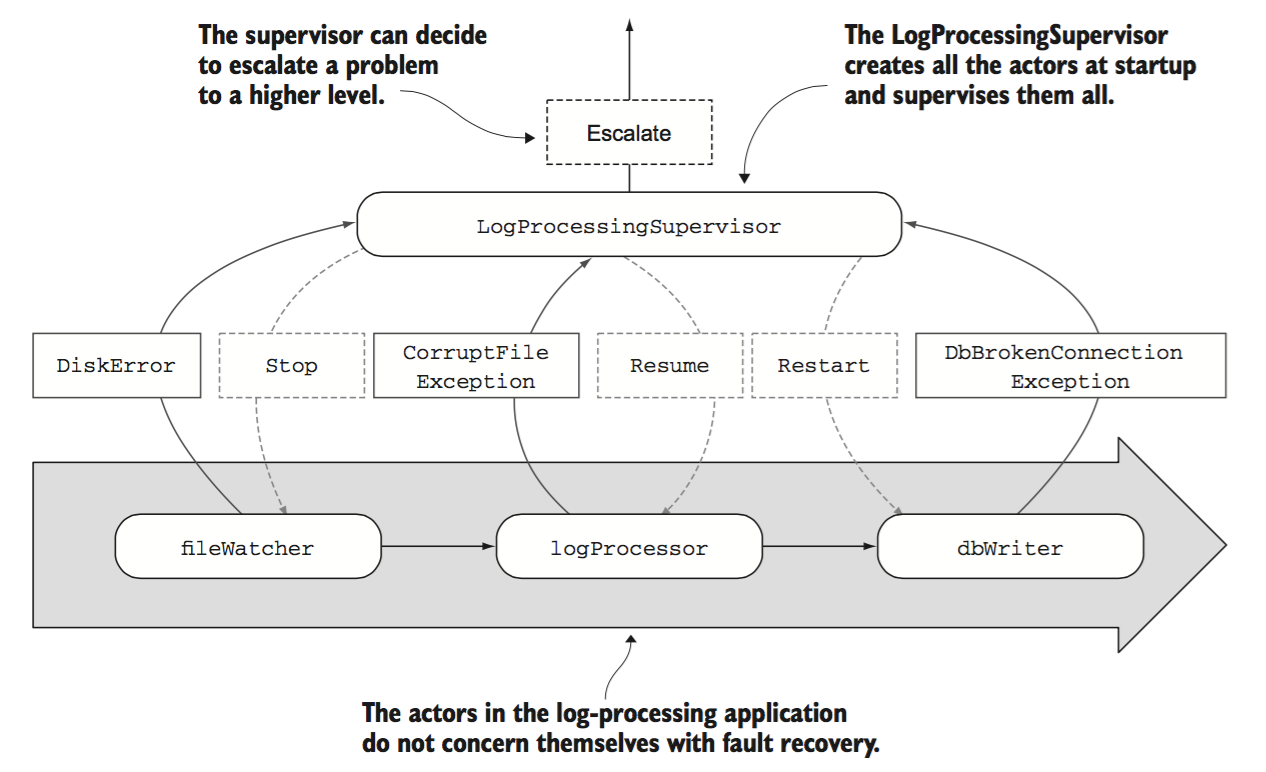 The supervisor can decide
to escalate a problem
to a higher level.
The LogProcessingSupervisor
creates all the actors at startup
and supervises them all.
Escalate
LogProcessingSupervisor
DiskError
Stop
CorruptFile
Exception
Resume
Restart
DbBrokenConnection
Exception
fileWatcher
logProcessor
dbWriter
The actors in the log-processing application
do not concern themselves with fault recovery.